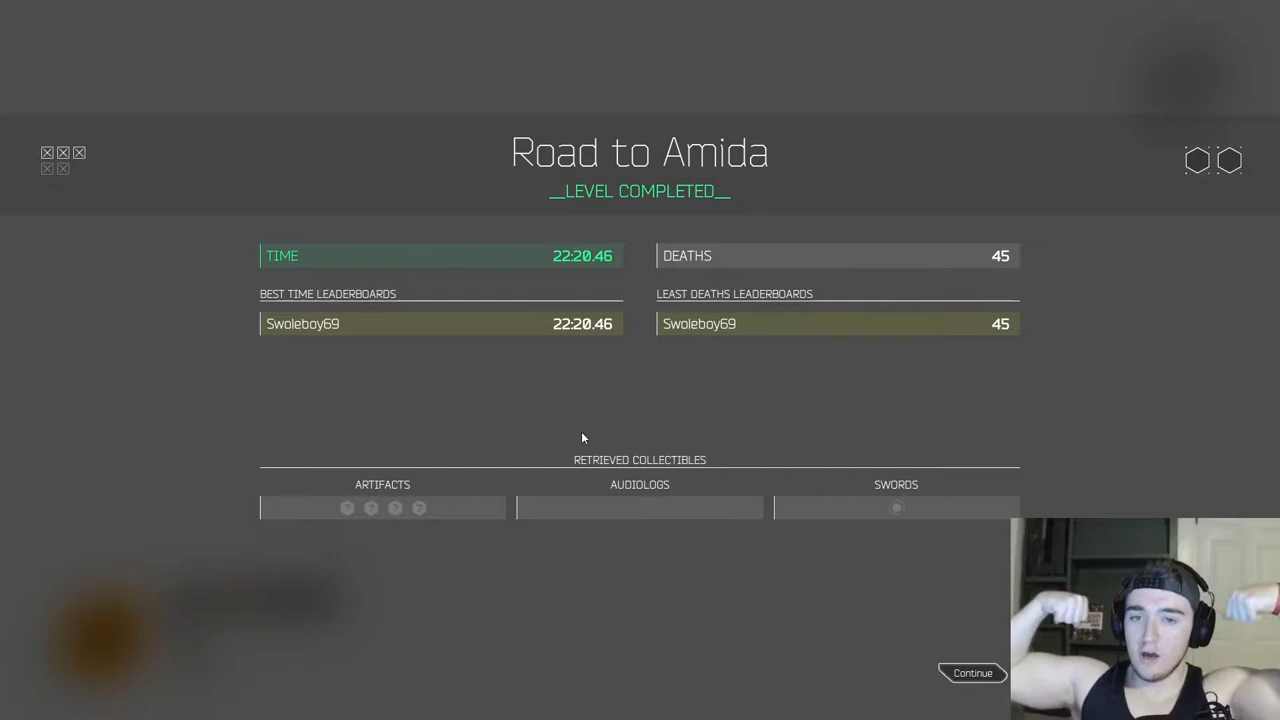 Road to Amida
__LEVEL COMPLETED__
TIME 22:20.46
DEATHS 45
BEST TIME LEADERBOARDS
LEAST DEATHS LEADERBOARDS
Swoleboy69 22:20.46
Swoleboy69 45
RETRIEVED COLLECTIBLES
ARTIFACTS
AUDIOLOGS
SWORDS
? ? ? ?
Continue